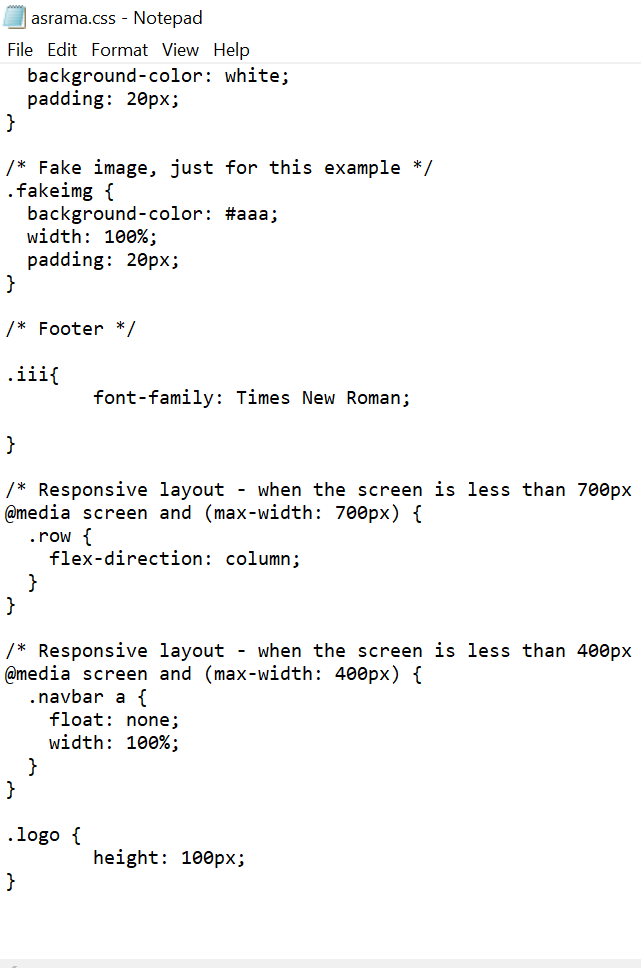 asrama.css - Notepad
File Edit Format View Help
  background-color: white;
  padding: 20px;
}

/* Fake image, just for this example */
.fakeimg {
  background-color: #aaa;
  width: 100%;
  padding: 20px;
}

/* Footer */

.iii{
        font-family: Times New Roman;

}

/* Responsive layout - when the screen is less than 700px
@media screen and (max-width: 700px) {
  .row {
    flex-direction: column;
  }
}

/* Responsive layout - when the screen is less than 400px
@media screen and (max-width: 400px) {
  .navbar a {
    float: none;
    width: 100%;
  }
}

.logo {
        height: 100px;
}